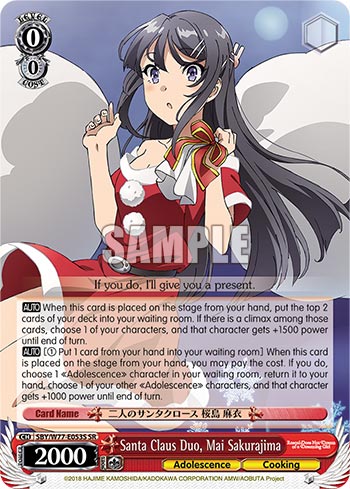 LEVEL
0
0
COST
SAMPLE
If you do, I'll give you a present.
AUTO When this card is placed on the stage from your hand, put the top 2
cards of your deck into your waiting room. If there is a climax among those
cards, choose 1 of your characters, and that character gets +1500 power
until end of turn.
AUTO [① Put 1 card from your hand into your waiting room] When this card
is placed on the stage from your hand, you may pay the cost. If you do,
choose 1 «Adolescence» character in your waiting room, return it to your
hand, choose 1 of your other «Adolescence» characters, and that character
gets +1000 power until end of turn.
Card Name 二人のサンタクロース 桜島 麻衣
CH SBY/W77-E053S SR
2000
Santa Claus Duo, Mai Sakurajima
Rascal Does Not Dream
of a Dreaming Girl
Adolescence Cooking
©2018 HAJIME KAMOSHIDA/KADOKAWA CORPORATION AMW/AOBUTA Project